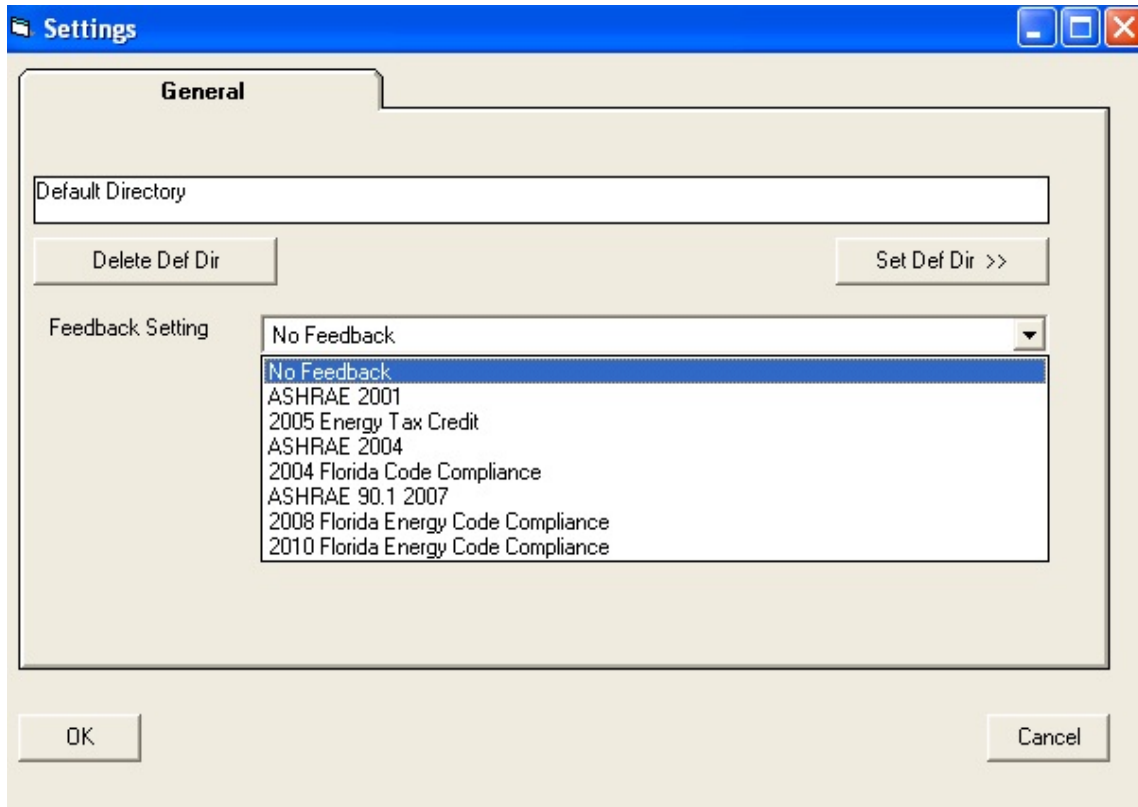 Settings
General
Default Directory
Delete Def Dir
Set Def Dir >>
Feedback Setting
No Feedback
No Feedback
ASHRAE 2001
2005 Energy Tax Credit
ASHRAE 2004
2004 Florida Code Compliance
ASHRAE 90.1 2007
2008 Florida Energy Code Compliance
2010 Florida Energy Code Compliance
OK
Cancel